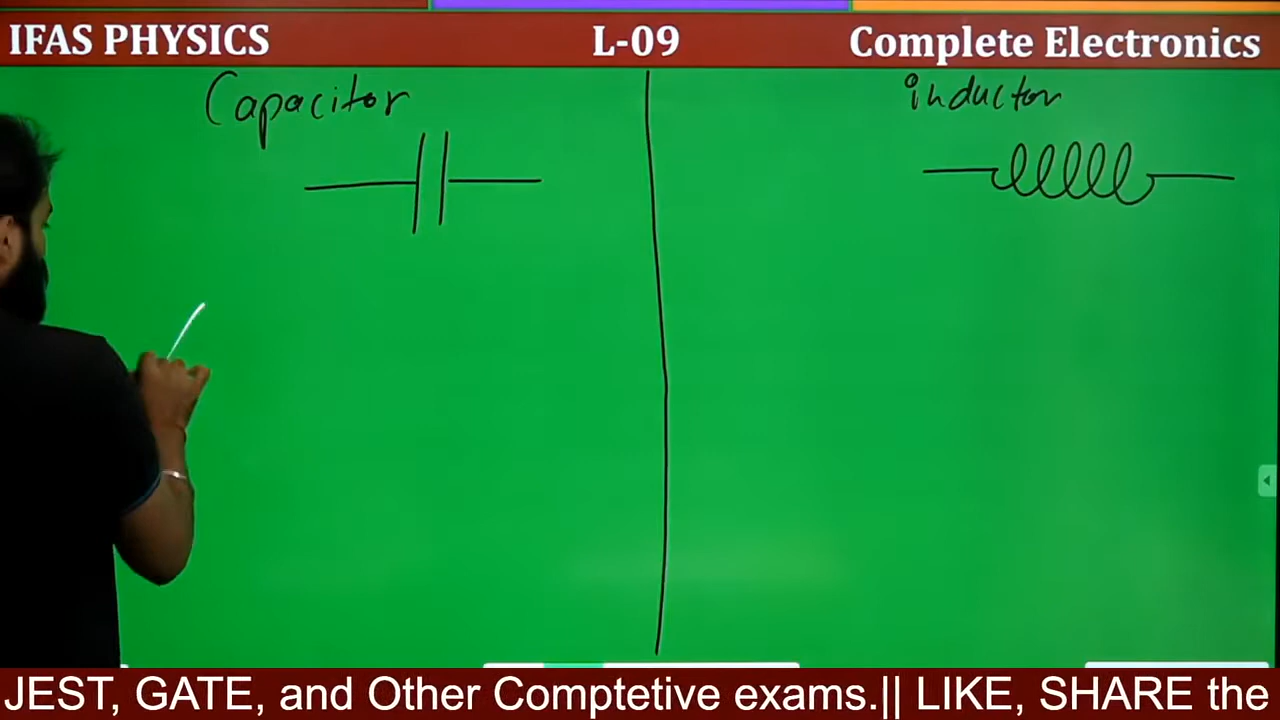 IFAS PHYSICS L-09 Complete Electronics
Capacitor inductor
JEST, GATE, and Other Comptetive exams.|| LIKE, SHARE the